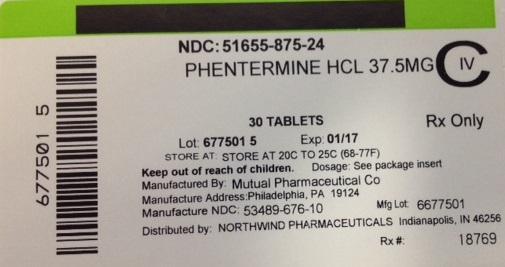 NDC: 51655-875-24
PHENTERMINE HCL 37.5MG CIV
30 TABLETS Rx Only
Lot: 677501 5 Exp: 01/17
STORE AT: STORE AT 20C TO 25C (68-77F)
Keep out of reach of children. Dosage: See package insert
Manufactured By: Mutual Pharmaceutical Co
Manufacture Address:Philadelphia, PA 19124
Manufacture NDC: 53489-676-10 Mfg Lot: 6677501
Distributed by: NORTHWIND PHARMACEUTICALS Indianapolis, IN 46256
Rx #: 18769
677501 5